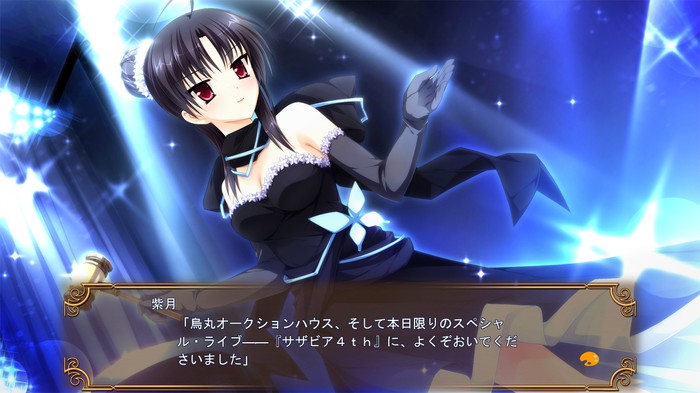 紫月
「烏丸オークションハウス、そして本日限りのスペシャ
ル・ライブ――『サザビア４ｔｈ』に、よくぞおいでくだ
さいました」